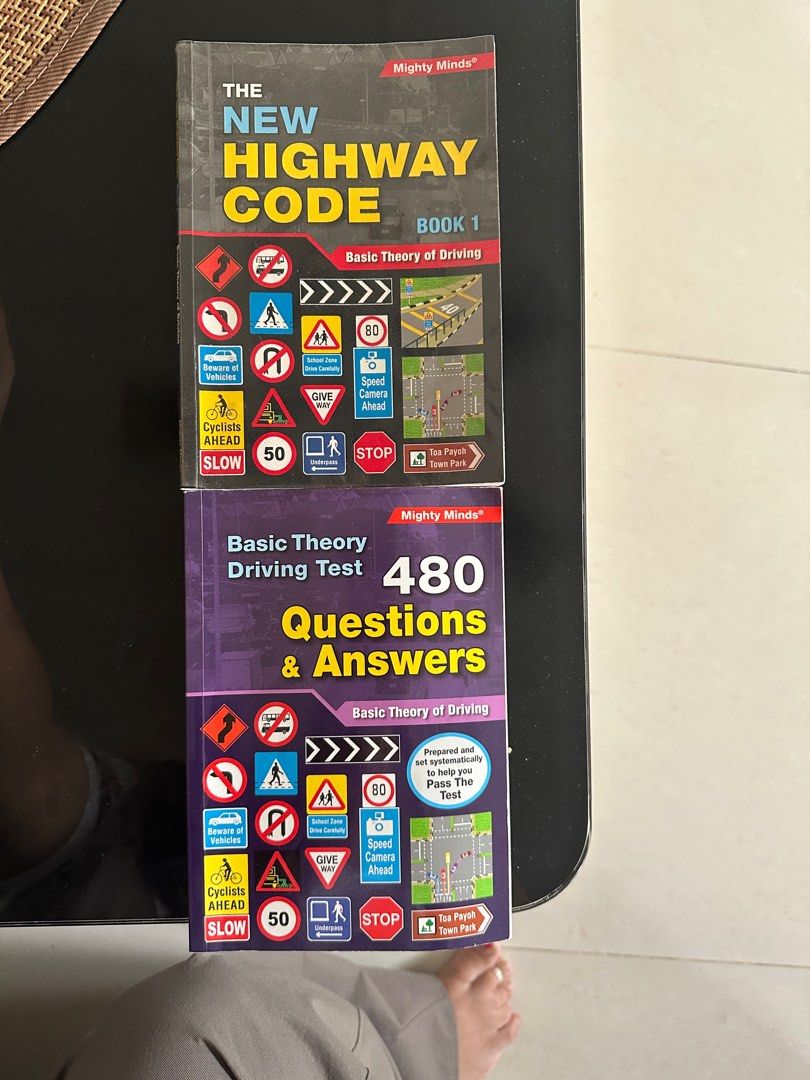 Mighty Minds®
THE
NEW
HIGHWAY
CODE
BOOK 1
Basic Theory of Driving
40
80
Beware of
Vehicles
School Zone
Drive Carefully
Speed
Camera
Ahead
GIVE
WAY
Cyclists
AHEAD
SLOW
50
Underpass
STOP
Toa Payoh
Town Park
Mighty Minds®
Basic Theory
Driving Test
480
Questions
& Answers
Basic Theory of Driving
Prepared and
set systematically
to help you
Pass The
Test
80
Beware of
Vehicles
School Zone
Drive Carefully
Speed
Camera
Ahead
GIVE
WAY
Cyclists
AHEAD
SLOW
50
Underpass
STOP
Toa Payoh
Town Park